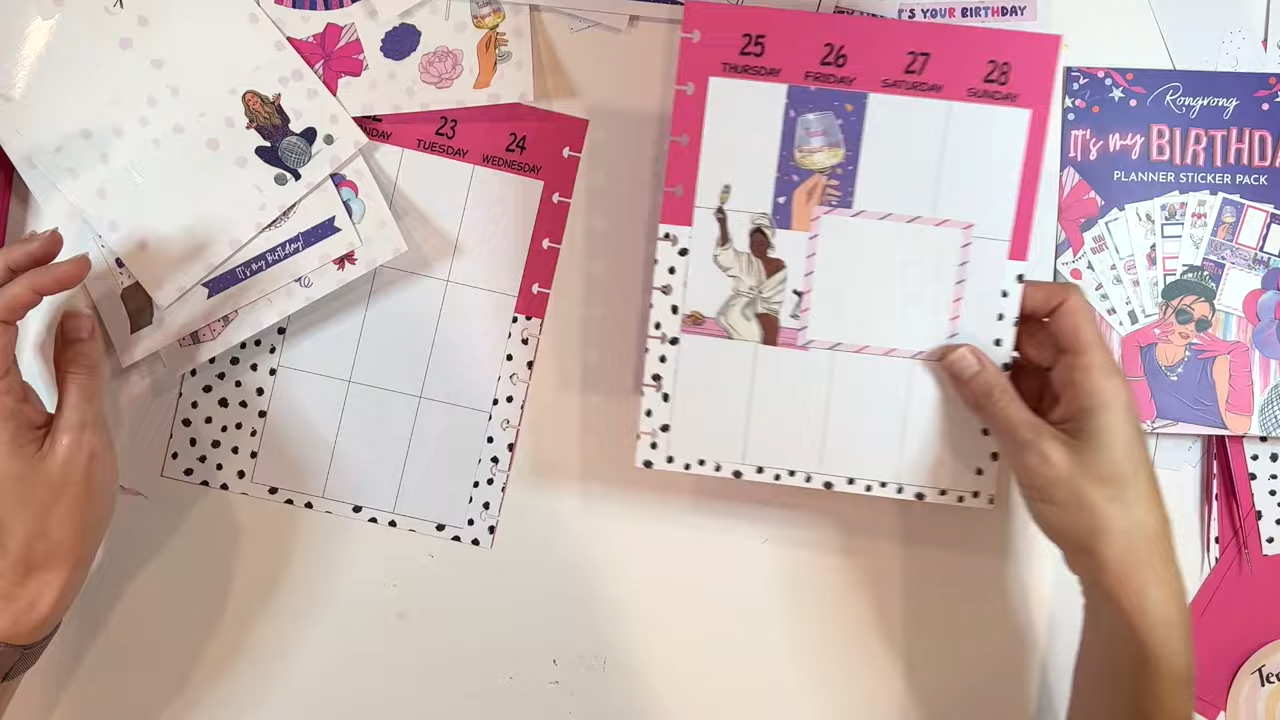 'S YOUR BIRTHDAY
25 26 27 28
THURSDAY FRIDAY SATURDAY SUNDAY
23 24
TUESDAY WEDNESDAY
It's my Birthday!
Rongrong
It's my BIRTHDA
PLANNER STICKER PACK